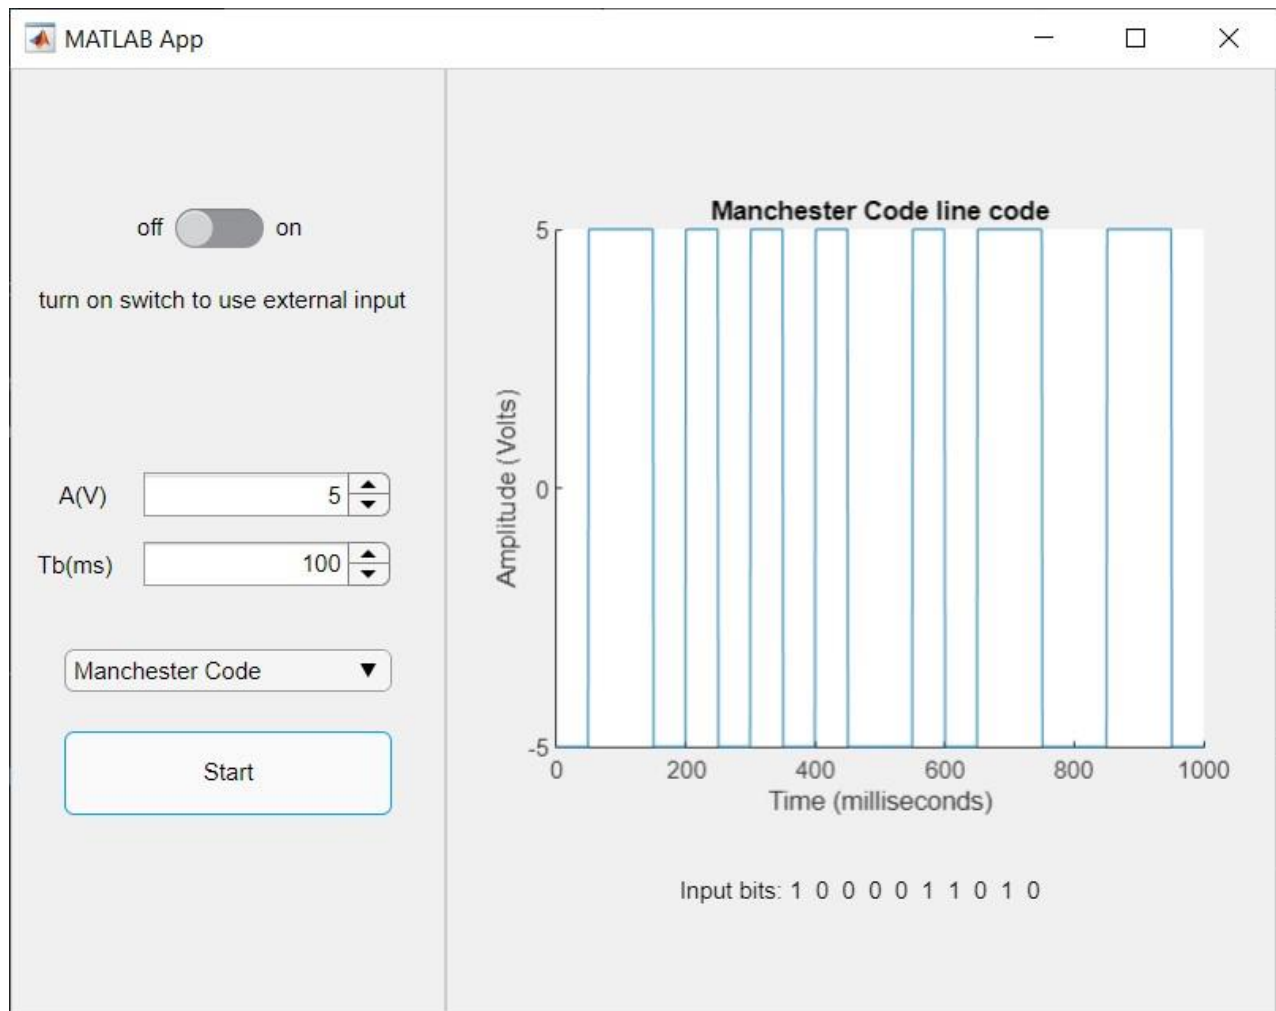 MATLAB App
off on
turn on switch to use external input
A(V) 5
Tb(ms) 100
Manchester Code
Start
Manchester Code line code
5
0
-5
Amplitude (Volts)
0 200 400 600 800 1000
Time (milliseconds)
Input bits: 1 0 0 0 0 1 1 0 1 0